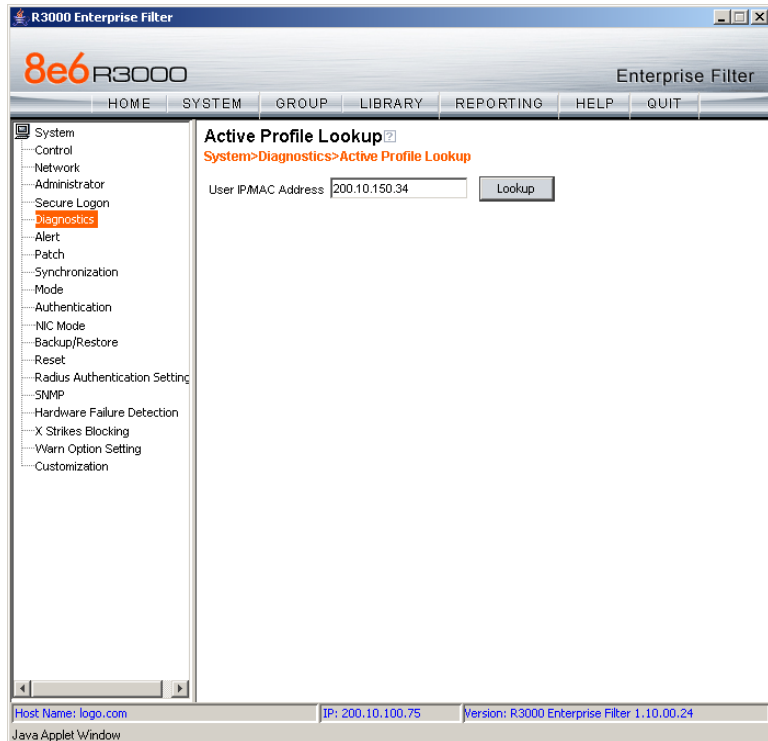 R3000 Enterprise Filter
8e6 R3000
Enterprise Filter
HOME SYSTEM GROUP LIBRARY REPORTING HELP QUIT
System
Control
Network
Administrator
Secure Logon
Diagnostics
Alert
Patch
Synchronization
Mode
Authentication
NIC Mode
Backup/Restore
Reset
Radius Authentication Setting
SNMP
Hardware Failure Detection
X Strikes Blocking
Warn Option Setting
Customization
Active Profile Lookup ?
System>Diagnostics>Active Profile Lookup
User IP/MAC Address 200.10.150.34 Lookup
Host Name: logo.com IP: 200.10.100.75 Version: R3000 Enterprise Filter 1.10.00.24
Java Applet Window